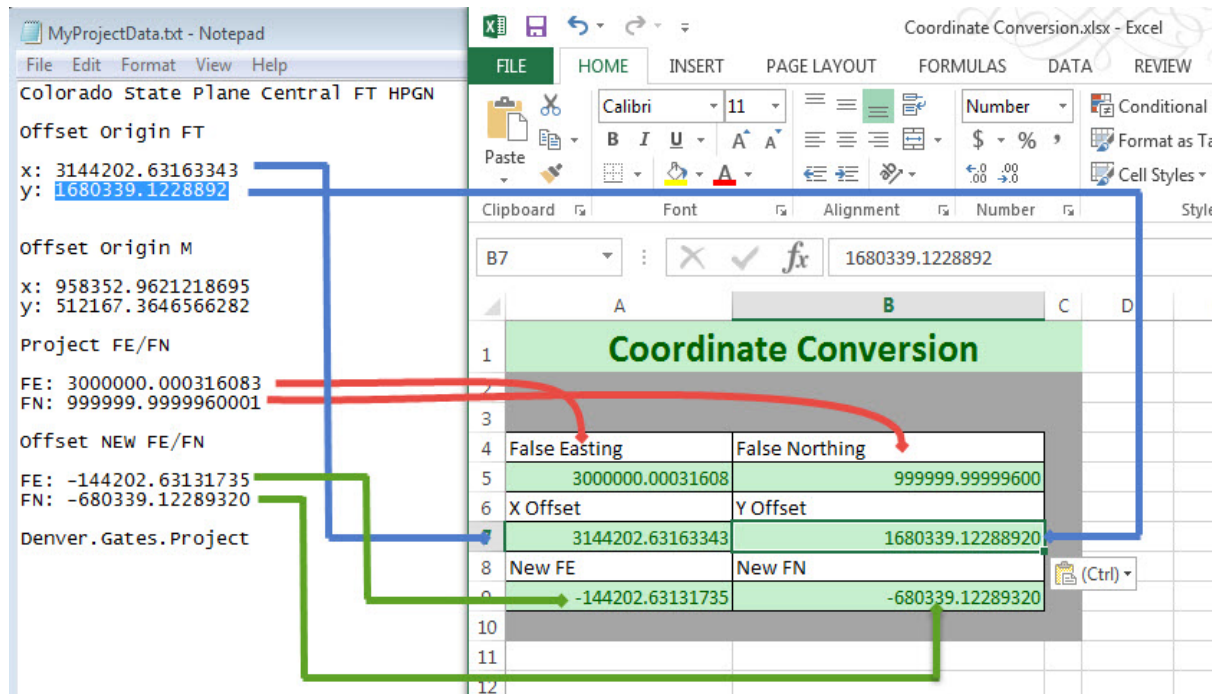 MyProjectData.txt - Notepad
File Edit Format View Help
Colorado State Plane Central FT HPGN
Offset Origin FT
x: 3144202.63163343
y: 1680339.1228892
Offset Origin M
x: 958352.9621218695
y: 512167.3646566282
Project FE/FN
FE: 3000000.000316083
FN: 999999.9999960001
Offset NEW FE/FN
FE: -144202.63131735
FN: -680339.12289320
Denver.Gates.Project
Coordinate Conversion.xlsx - Excel
FILE HOME INSERT PAGE LAYOUT FORMULAS DATA REVIEW
Calibri 11 Number Conditional
Paste B I U A A $ % , Format as Ta
A .00 .00 Cell Styles
Clipboard Font Alignment Number Style
B7 fx 1680339.1228892
A B C D
1 Coordinate Conversion
2
3
4 False Easting False Northing
5 3000000.00031608 999999.99999600
6 X Offset Y Offset
7 3144202.63163343 1680339.12288920
8 New FE New FN (Ctrl)
9 -144202.63131735 -680339.12289320
10
11
12